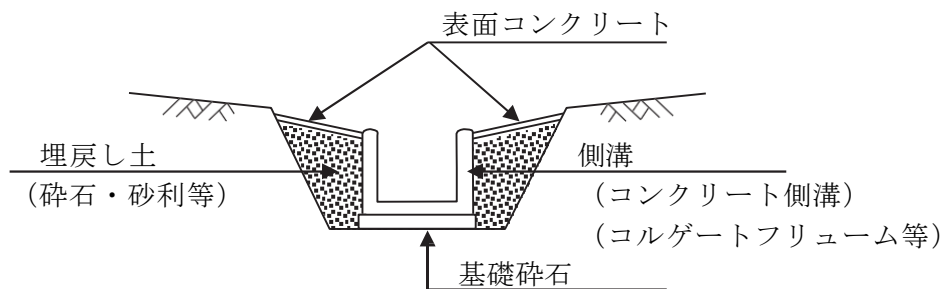 表面コンクリート
埋戻し土
(砕石・砂利等)
側溝
(コンクリート側溝)
(コルゲートフリューム等)
基礎砕石